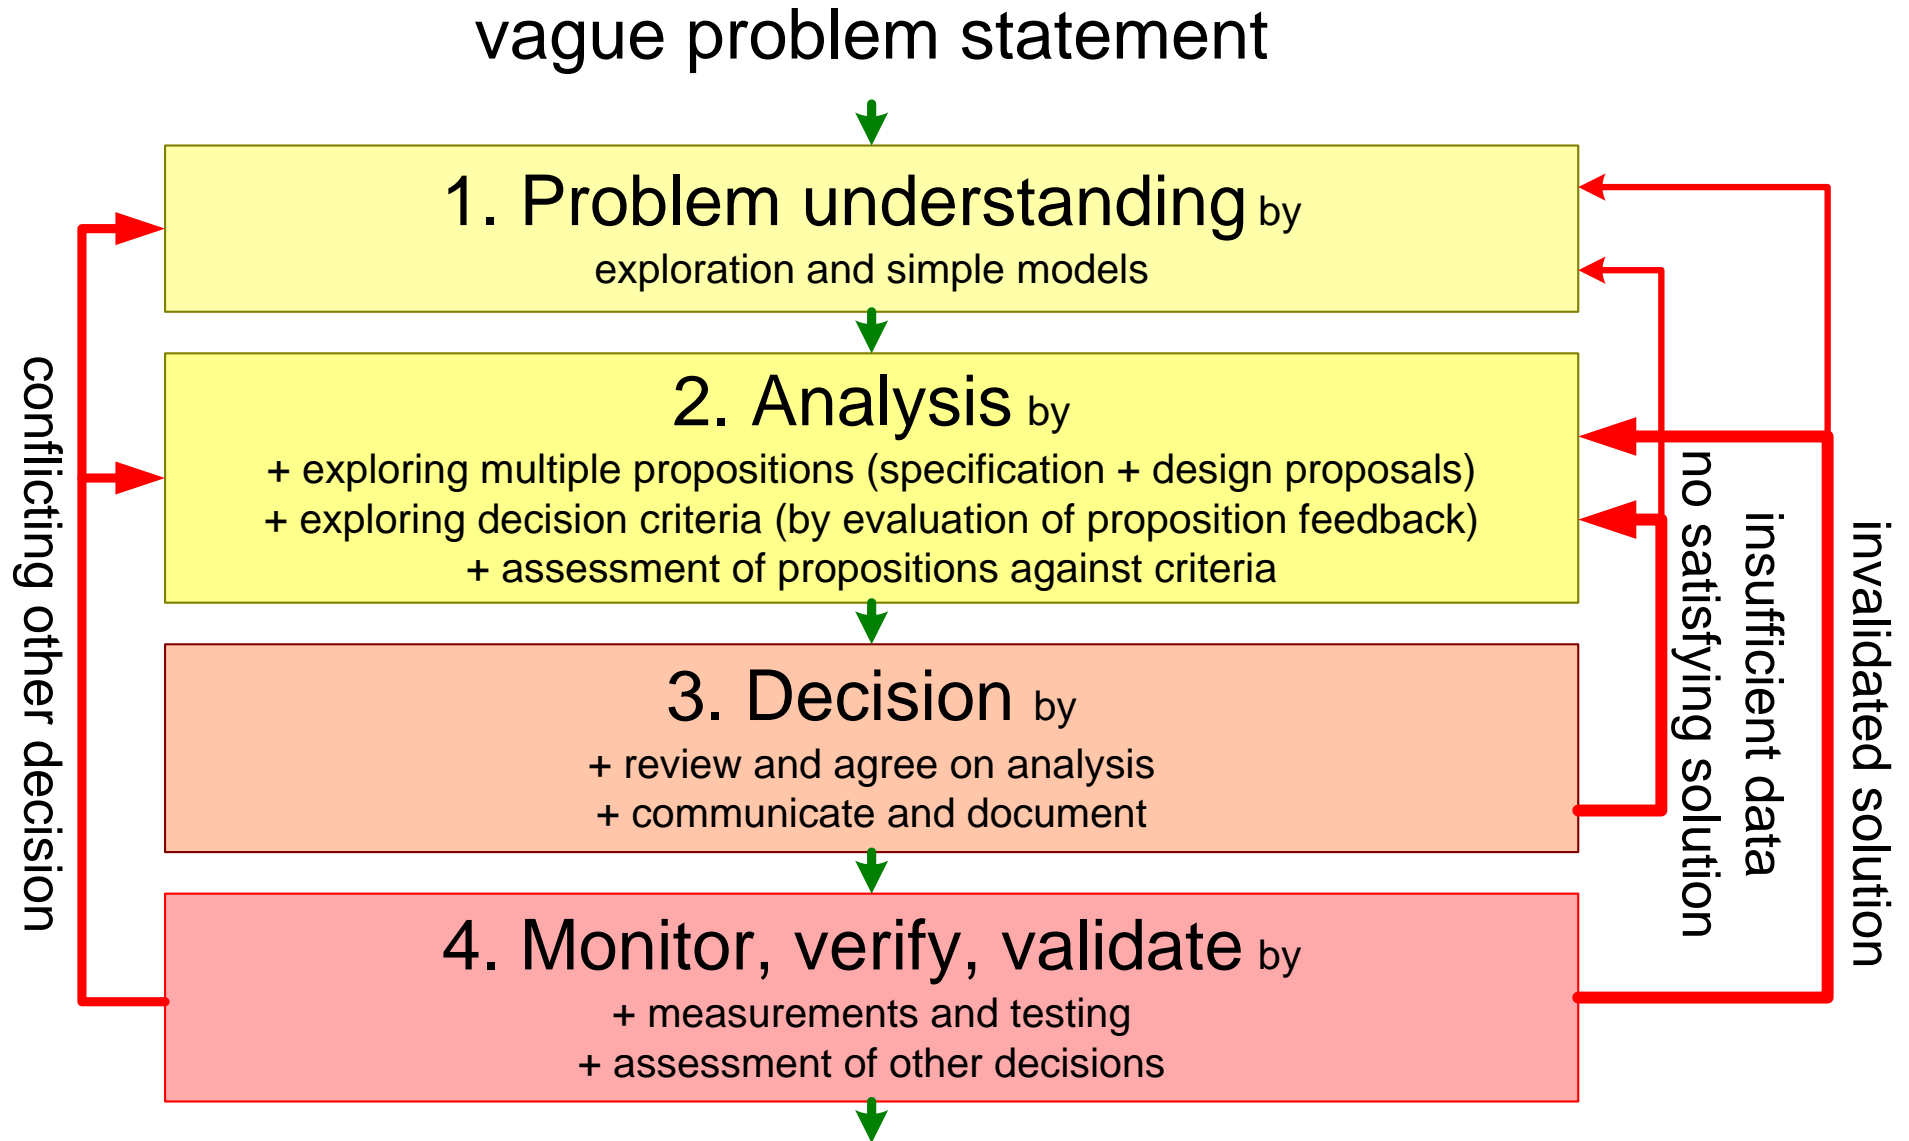 vague problem statement
1. Problem understanding by
exploration and simple models
2. Analysis by
+ exploring multiple propositions (specification + design proposals)
+ exploring decision criteria (by evaluation of proposition feedback)
+ assessment of propositions against criteria
3. Decision by
+ review and agree on analysis
+ communicate and document
4. Monitor, verify, validate by
+ measurements and testing
+ assessment of other decisions
conflicting other decision
insufficient data
no satisfying solution
invalidated solution